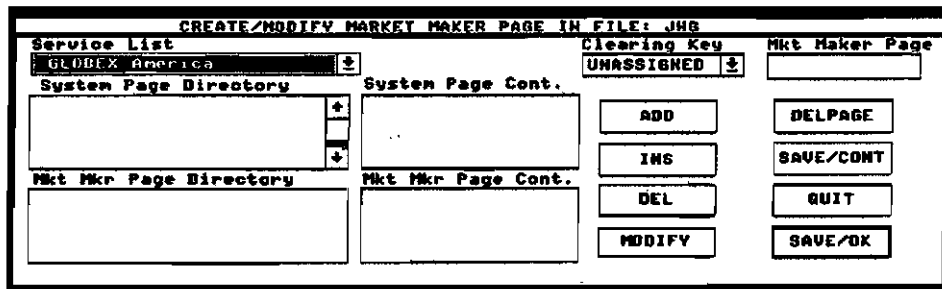 CREATE/MODIFY MARKET MAKER PAGE IN FILE: JHG
Service List Clearing Key Mkt Maker Page
GLOBEX America UNASSIGNED
System Page Directory System Page Cont.
ADD DELPAGE
INS SAVE/CONT
Mkt Mkr Page Directory Mkt Mkr Page Cont.
DEL QUIT
MODIFY SAVE/OK